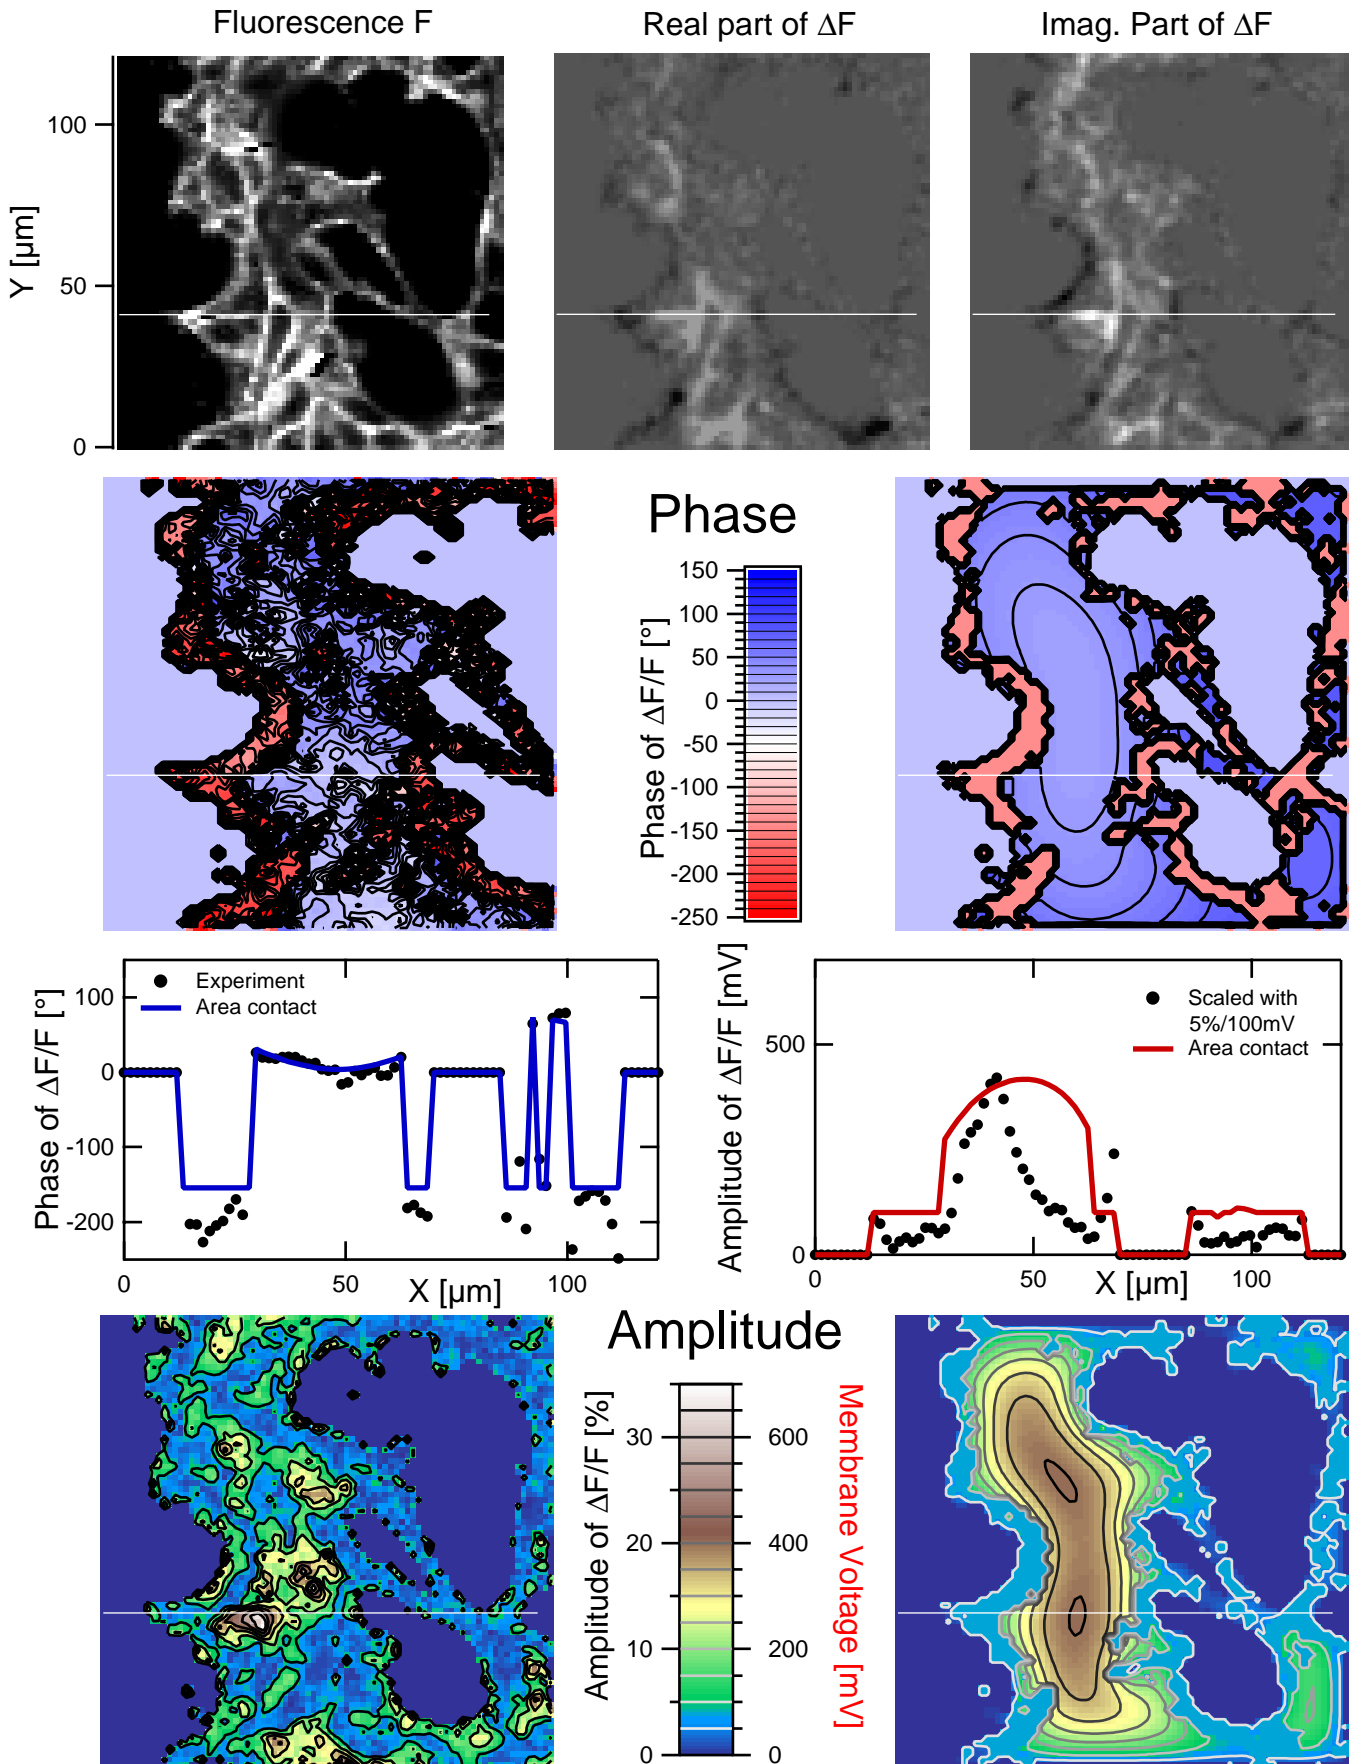 Fluorescence F
Real part of ΔF
Imag. Part of ΔF
Y [µm]
100
50
0
Phase
Phase of ΔF/F [°]
150
100
50
0
-50
-100
-150
-200
-250
Phase of ΔF/F [°]
100
0
-100
-200
Experiment
Area contact
0
50
100
X [µm]
Amplitude of ΔF/F [mV]
500
0
Scaled with
5%/100mV
Area contact
0
50
100
X [µm]
Amplitude
Amplitude of ΔF/F [%]
30
20
10
0
600
400
200
0
Membrane Voltage [mV]